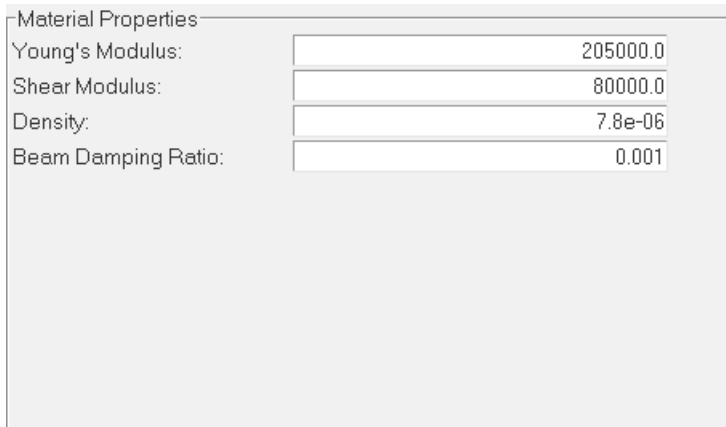 Material Properties
Young's Modulus: 205000.0
Shear Modulus: 80000.0
Density: 7.8e-06
Beam Damping Ratio: 0.001